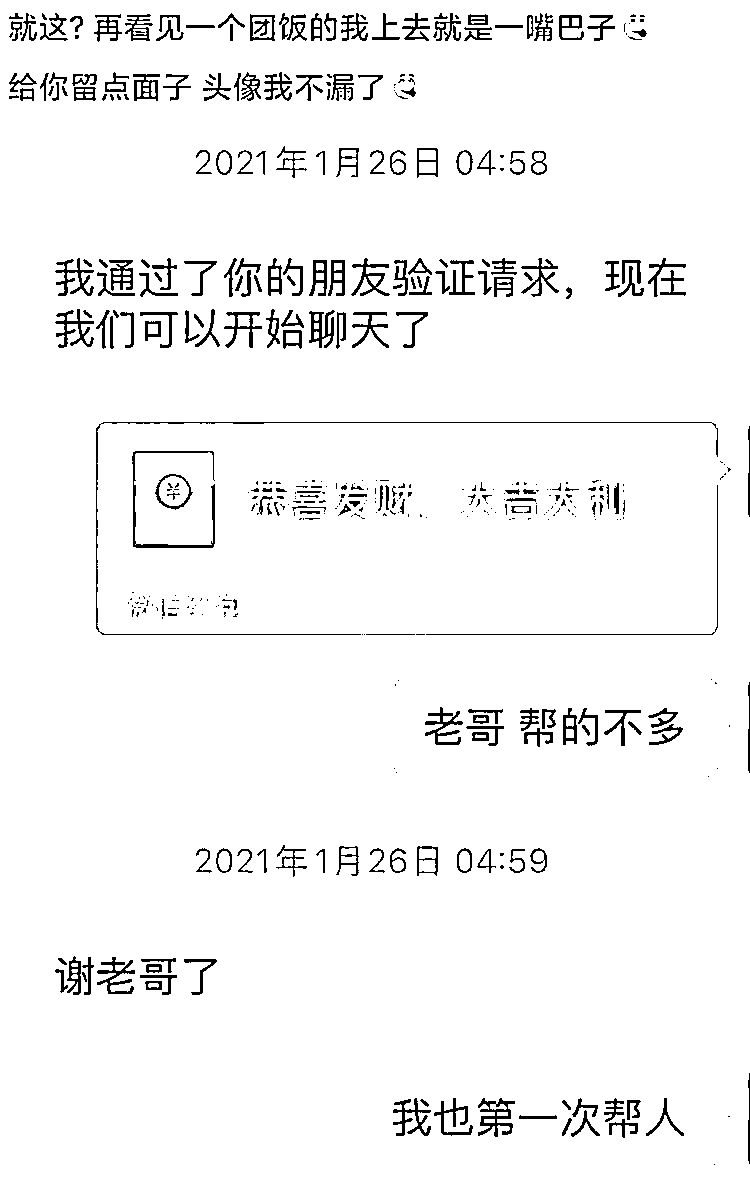 就这? 再看见一个团饭的我上去就是一嘴巴子
给你留点面子 头像我不漏了
2021年1月26日 04:58
我通过了你的朋友验证请求，现在
我们可以开始聊天了
恭喜发财，大吉大利
微信红包
老哥 帮的不多
2021年1月26日 04:59
谢老哥了
我也第一次帮人